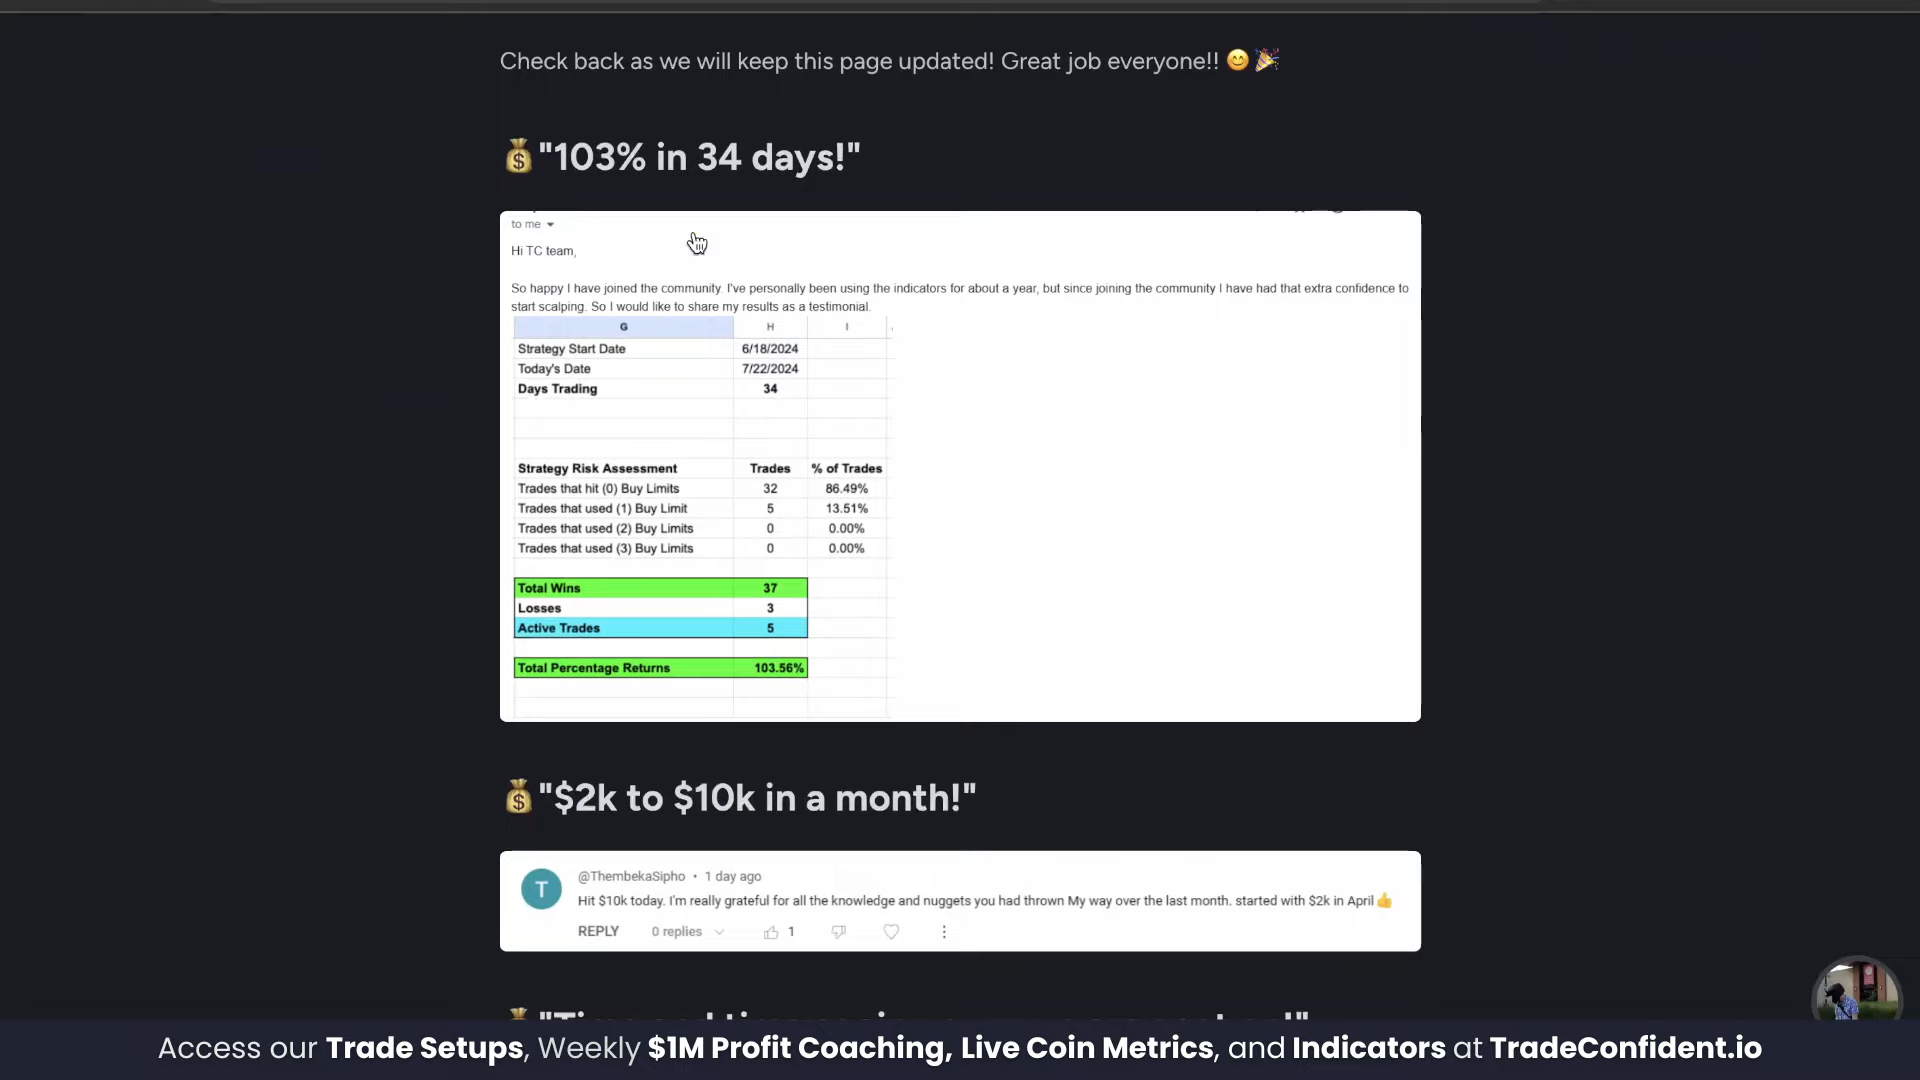 Check back as we will keep this page updated! Great job everyone!! 😊 🎉
💰"103% in 34 days!"
to me
Hi TC team,
So happy I have joined the community. I've personally been using the indicators for about a year, but since joining the community I have had that extra confidence to
start scalping. So I would like to share my results as a testimonial.
G H I
Strategy Start Date 6/18/2024
Today's Date 7/22/2024
Days Trading 34
Strategy Risk Assessment Trades % of Trades
Trades that hit (0) Buy Limits 32 86.49%
Trades that used (1) Buy Limit 5 13.51%
Trades that used (2) Buy Limits 0 0.00%
Trades that used (3) Buy Limits 0 0.00%
Total Wins 37
Losses 3
Active Trades 5
Total Percentage Returns 103.56%
💰"$2k to $10k in a month!"
T
@ThembekaSipho • 1 day ago
Hit $10k today. I'm really grateful for all the knowledge and nuggets you had thrown My way over the last month. started with $2k in April 👍
REPLY 0 replies 1
Access our Trade Setups, Weekly $1M Profit Coaching, Live Coin Metrics, and Indicators at TradeConfident.io